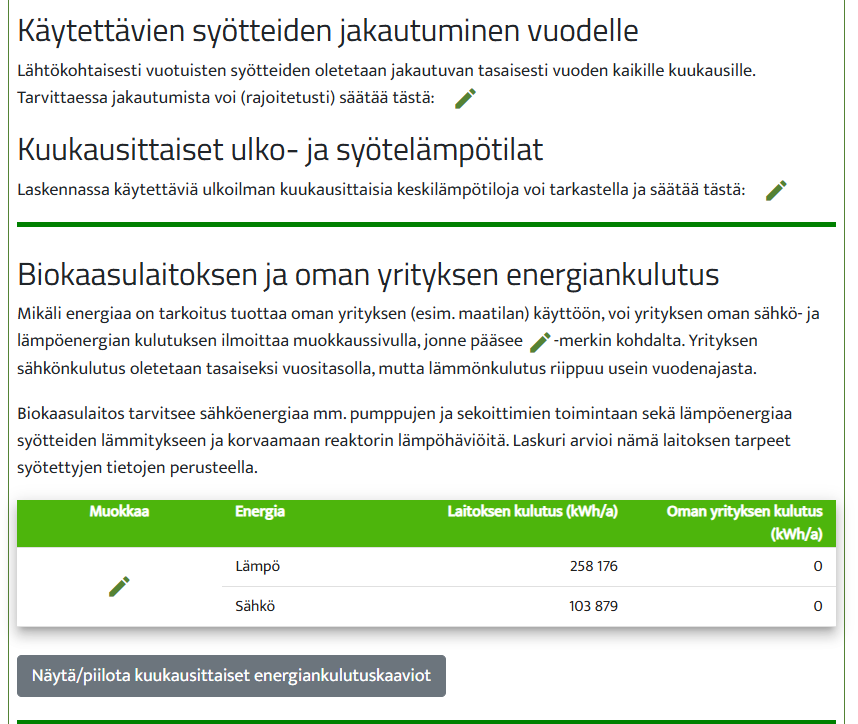 Käytettävien syötteiden jakautuminen vuodelle
Lähtökohtaisesti vuotuisten syötteiden oletetaan jakautuvan tasaisesti vuoden kaikille kuukausille.
Tarvittaessa jakautumista voi (rajoitetusti) säätää tästä:
Kuukausittaiset ulko- ja syötelämpötilat
Laskennassa käytettäviä ulkoilman kuukausittaisia keskilämpötiloja voi tarkastella ja säätää tästä:
Biokaasulaitoksen ja oman yrityksen energiankulutus
Mikäli energiaa on tarkoitus tuottaa oman yrityksen (esim. maatilan) käyttöön, voi yrityksen oman sähkö- ja
lämpöenergian kulutuksen ilmoittaa muokkaussivulla, jonne pääsee -merkin kohdalta. Yrityksen
sähkönkulutus oletetaan tasaiseksi vuositasolla, mutta lämmönkulutus riippuu usein vuodenajasta.
Biokaasulaitos tarvitsee sähköenergiaa mm. pumppujen ja sekoittimien toimintaan sekä lämpöenergiaa
syötteiden lämmitykseen ja korvaamaan reaktorin lämpöhäviöitä. Laskuri arvioi nämä laitoksen tarpeet
syötettyjen tietojen perusteella.
Muokkaa Energia Laitoksen kulutus (kWh/a) Oman yrityksen kulutus
(kWh/a)
Lämpö 258 176 0
Sähkö 103 879 0
Näytä/piilota kuukausittaiset energiankulutuskaaviot